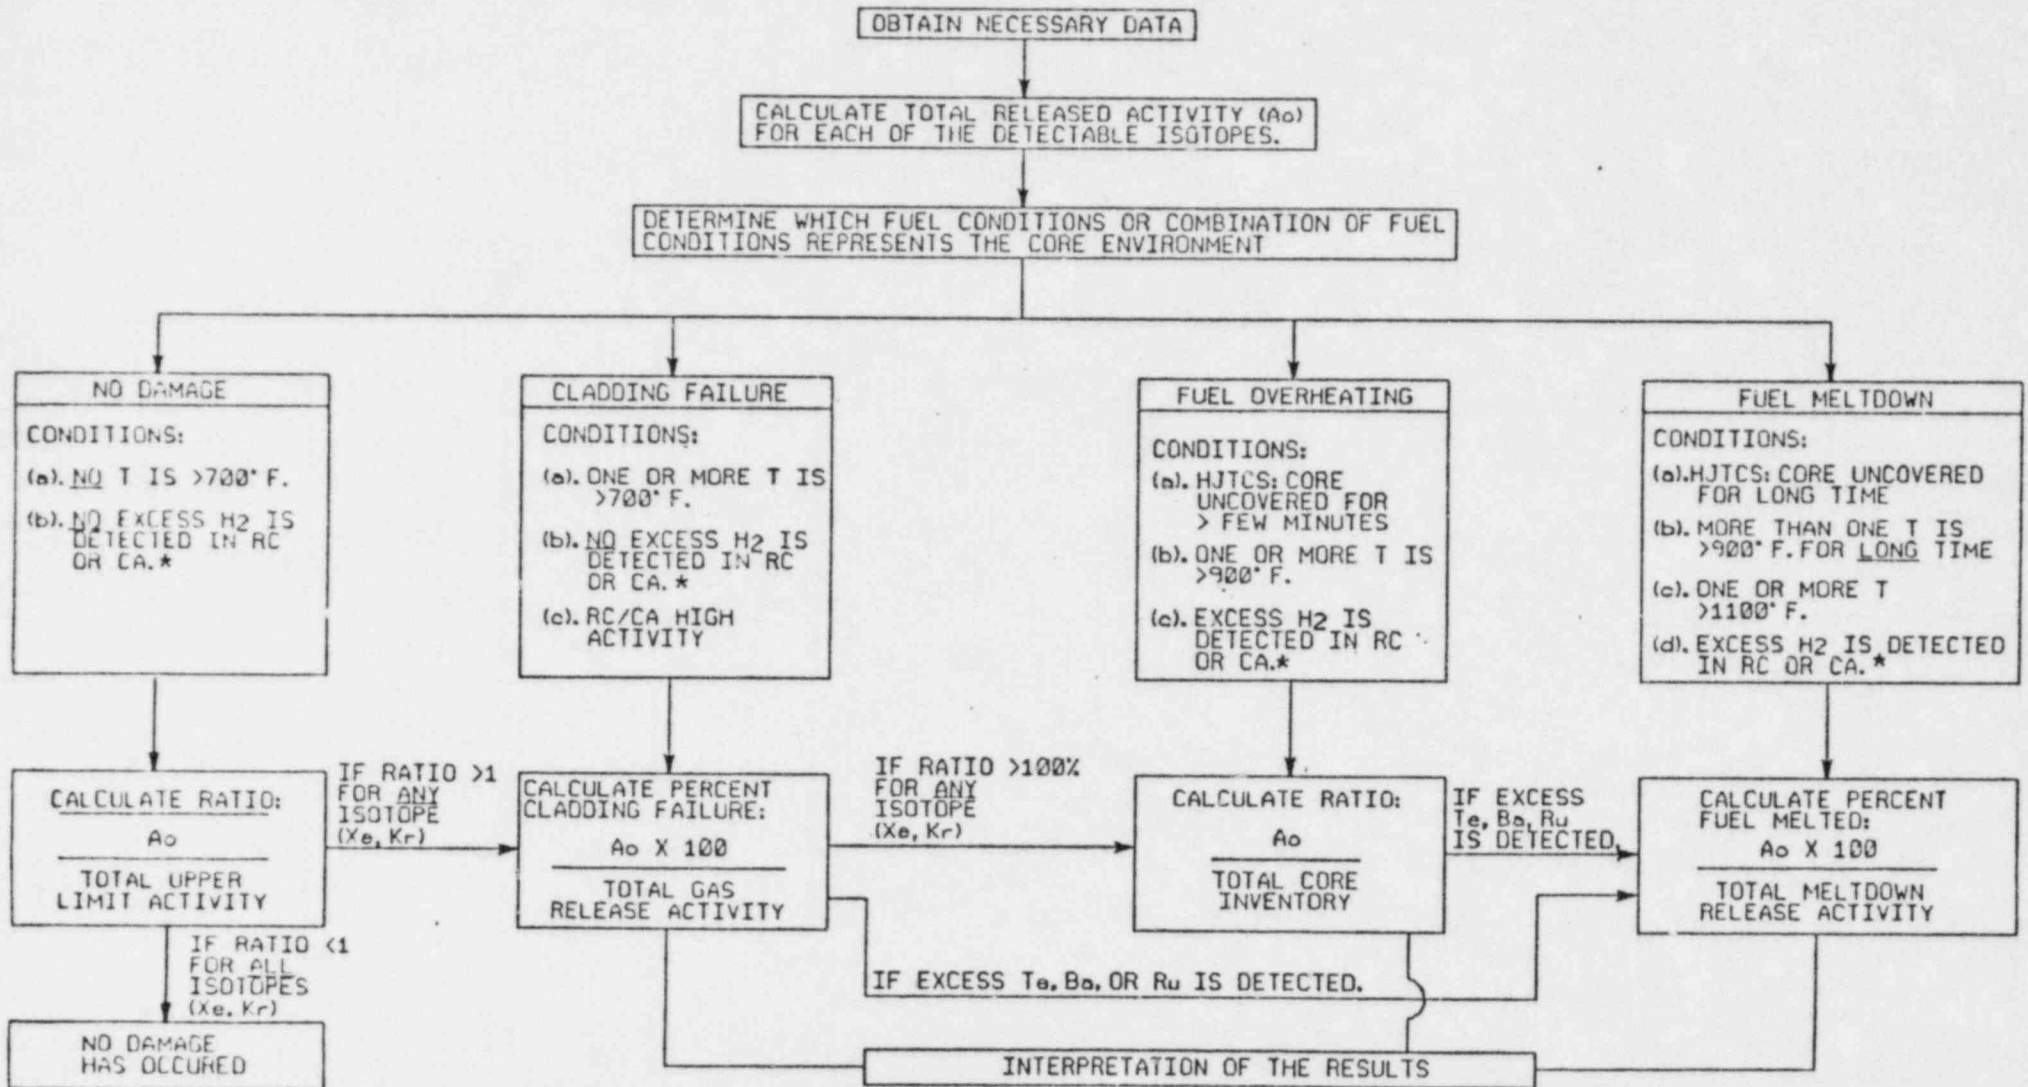 OBTAIN NECESSARY DATA
CALCULATE TOTAL RELEASED ACTIVITY (Ao)
FOR EACH OF THE DETECTABLE ISOTOPES.
DETERMINE WHICH FUEL CONDITIONS OR COMBINATION OF FUEL
CONDITIONS REPRESENTS THE CORE ENVIRONMENT
NO DAMAGE
CONDITIONS:
(a). NO T IS >700° F.
(b). NO EXCESS H2 IS
DETECTED IN RC
OR CA.*
CLADDING FAILURE
CONDITIONS:
(a). ONE OR MORE T IS
>700° F.
(b). NO EXCESS H2 IS
DETECTED IN RC
OR CA.*
(c). RC/CA HIGH
ACTIVITY
FUEL OVERHEATING
CONDITIONS:
(a). HJTCS: CORE
UNCOVERED FOR
> FEW MINUTES
(b). ONE OR MORE T IS
>900° F.
(c). EXCESS H2 IS
DETECTED IN RC
OR CA.*
FUEL MELTDOWN
CONDITIONS:
(a).HJTCS: CORE UNCOVERED
FOR LONG TIME
(b). MORE THAN ONE T IS
>900° F. FOR LONG TIME
(c). ONE OR MORE T
>1100° F.
(d). EXCESS H2 IS DETECTED
IN RC OR CA.*
CALCULATE RATIO:
Ao
TOTAL UPPER
LIMIT ACTIVITY
IF RATIO >1
FOR ANY
ISOTOPE
(Xe, Kr)
CALCULATE PERCENT
CLADDING FAILURE:
Ao X 100
TOTAL GAS
RELEASE ACTIVITY
IF RATIO >100%
FOR ANY
ISOTOPE
(Xe, Kr)
CALCULATE RATIO:
Ao
TOTAL CORE
INVENTORY
IF EXCESS
Te, Ba, Ru
IS DETECTED.
CALCULATE PERCENT
FUEL MELTED:
Ao X 100
TOTAL MELTDOWN
RELEASE ACTIVITY
IF RATIO <1
FOR ALL
ISOTOPES
(Xe, Kr)
IF EXCESS Te, Ba, OR Ru IS DETECTED.
NO DAMAGE
HAS OCCURED
INTERPRETATION OF THE RESULTS